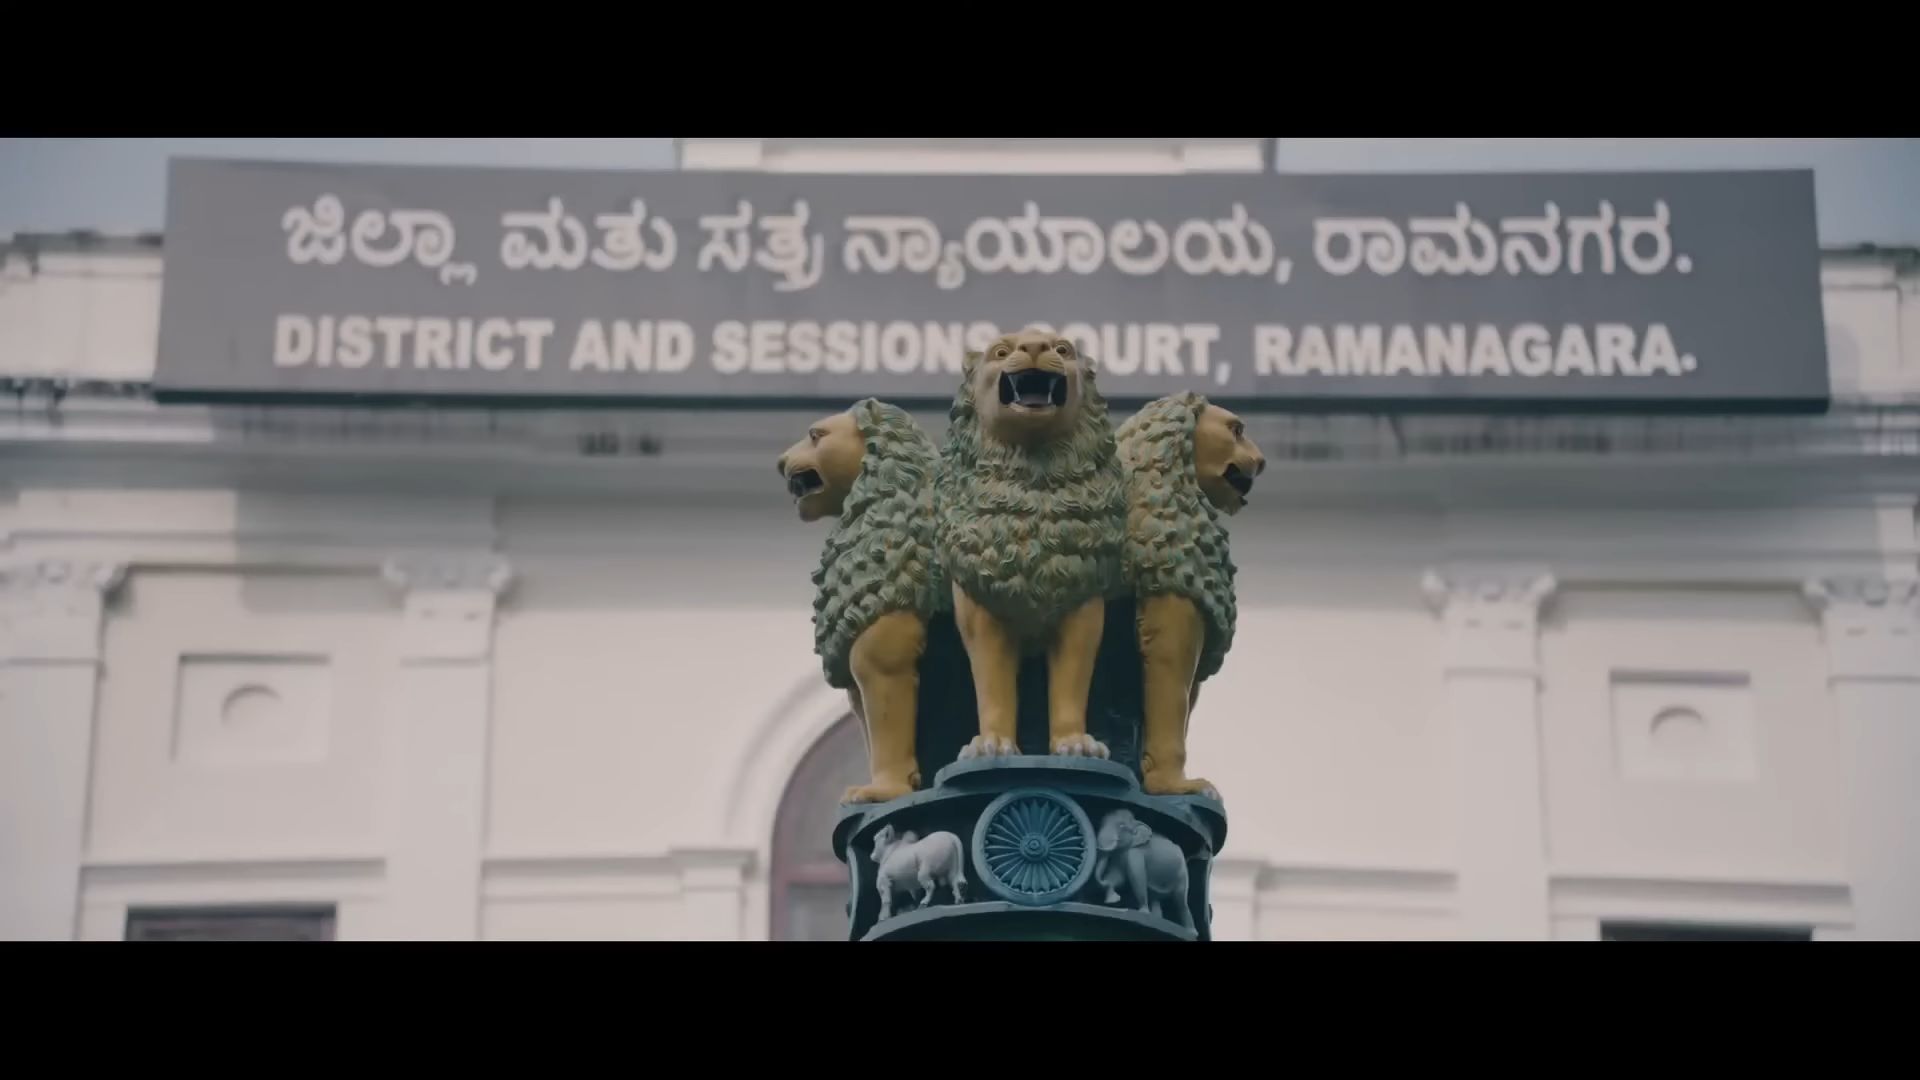 ಜಿಲ್ಲಾ ಮತು ಸತ್ತ್ರ ನ್ಯಾಯಾಲಯ, ರಾಮನಗರ.
DISTRICT AND SESSIONS COURT, RAMANAGARA.